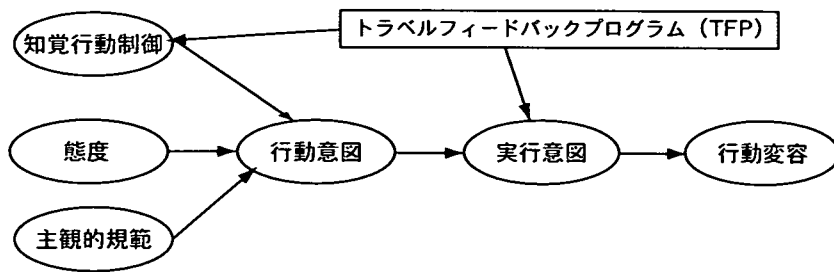 トラベルフィードバックプログラム（TFP）
知覚行動制御
態度
行動意図
実行意図
行動変容
主観的規範